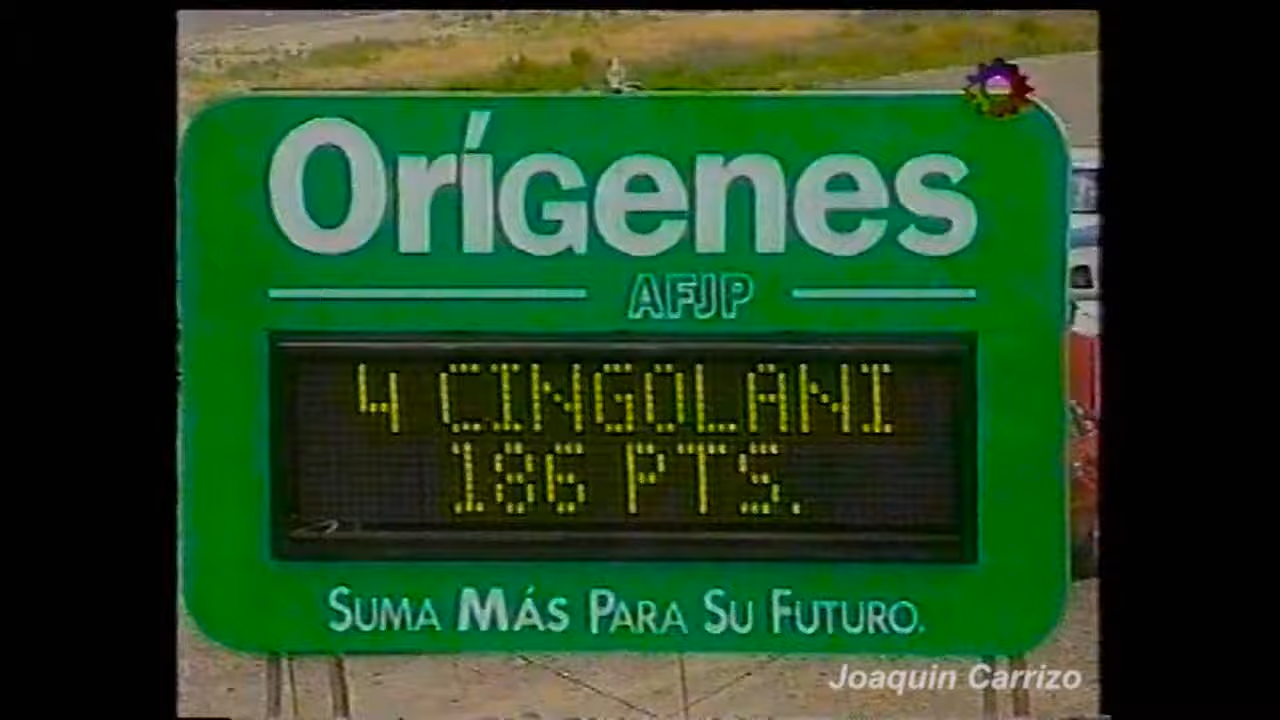 Orígenes
AFJP
4 CINGOLANI
186 PTS.
SUMA MÁS PARA SU FUTURO.
Joaquin Carrizo